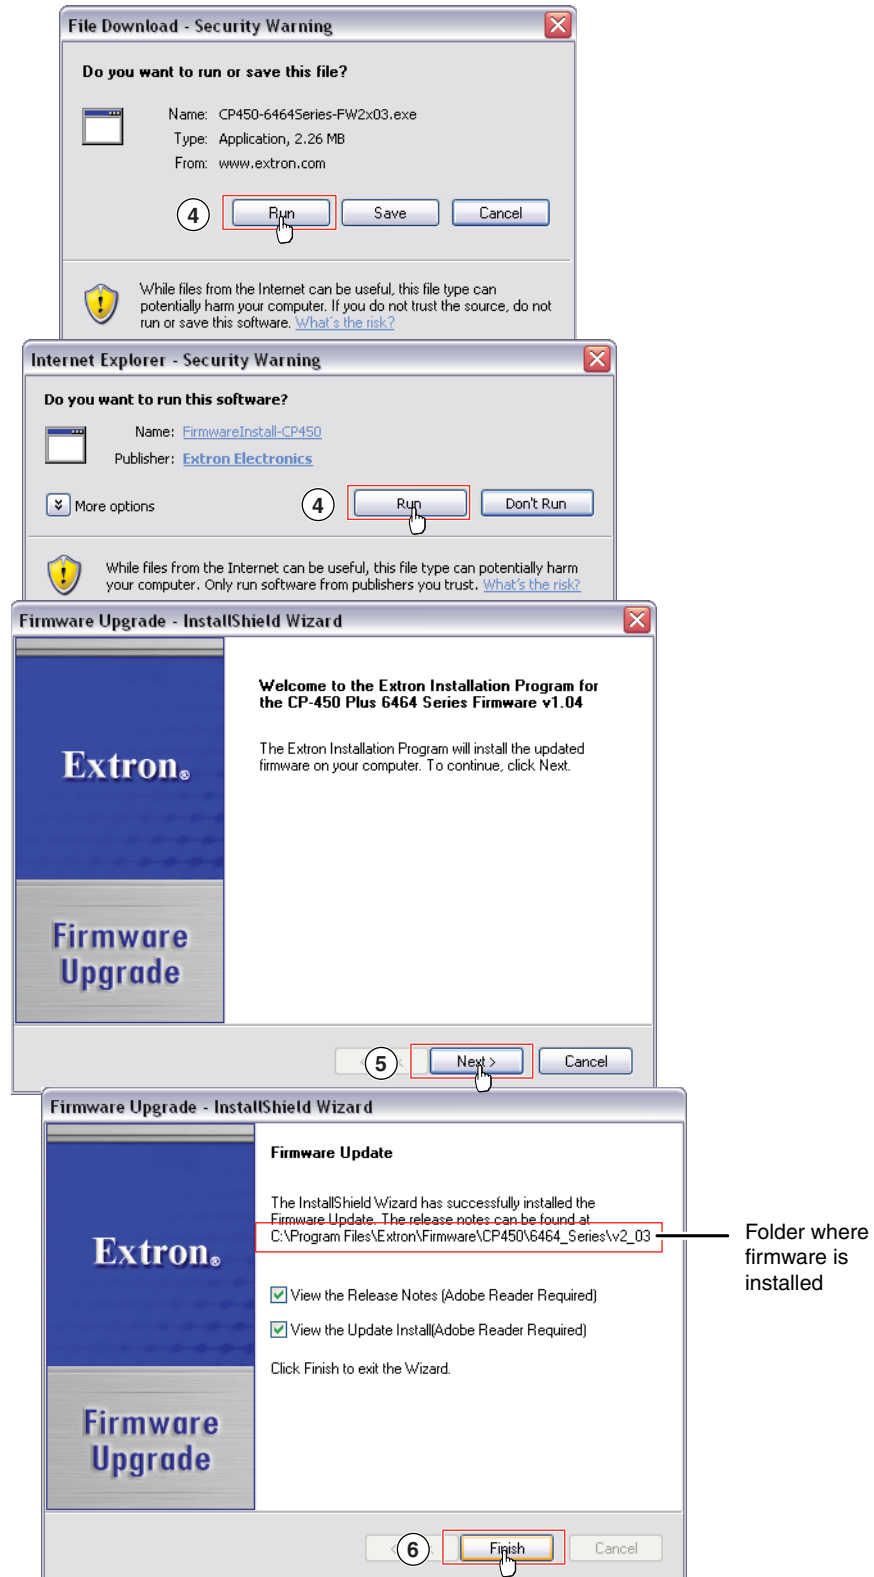 File Download - Security Warning
Do you want to run or save this file?
Name: CP450-6464Series-FW2x03.exe
Type: Application, 2.26 MB
From: www.extron.com
4 Run Save Cancel
While files from the Internet can be useful, this file type can
potentially harm your computer. If you do not trust the source, do not
run or save this software. What's the risk?
Internet Explorer - Security Warning
Do you want to run this software?
Name: FirmwareInstall-CP450
Publisher: Extron Electronics
More options 4 Run Don't Run
While files from the Internet can be useful, this file type can potentially harm
your computer. Only run software from publishers you trust. What's the risk?
Firmware Upgrade - InstallShield Wizard
Welcome to the Extron Installation Program for
the CP-450 Plus 6464 Series Firmware v1.04
The Extron Installation Program will install the updated
firmware on your computer. To continue, click Next.
Extron®
Firmware
Upgrade
5 Next > Cancel
Firmware Upgrade - InstallShield Wizard
Firmware Update
The InstallShield Wizard has successfully installed the
Firmware Update. The release notes can be found at
C:\Program Files\Extron\Firmware\CP450\6464_Series\v2_03
Folder where
firmware is
installed
Extron®
View the Release Notes (Adobe Reader Required)
View the Update Install(Adobe Reader Required)
Click Finish to exit the Wizard.
Firmware
Upgrade
6 Finish Cancel